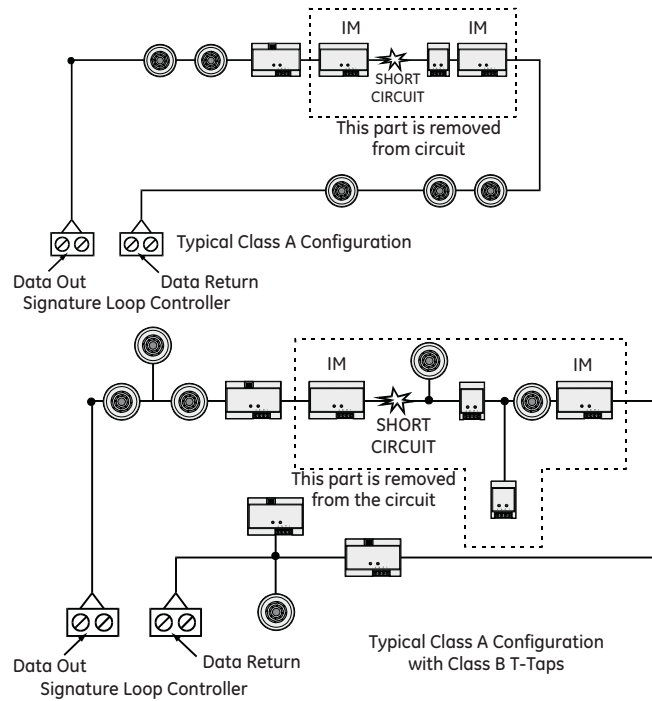 IM
IM
SHORT
CIRCUIT
This part is removed
from circuit
Typical Class A Configuration
Data Out
Data Return
Signature Loop Controller
IM
IM
SHORT
CIRCUIT
This part is removed
from the circuit
Typical Class A Configuration
with Class B T-Taps
Data Out
Data Return
Signature Loop Controller